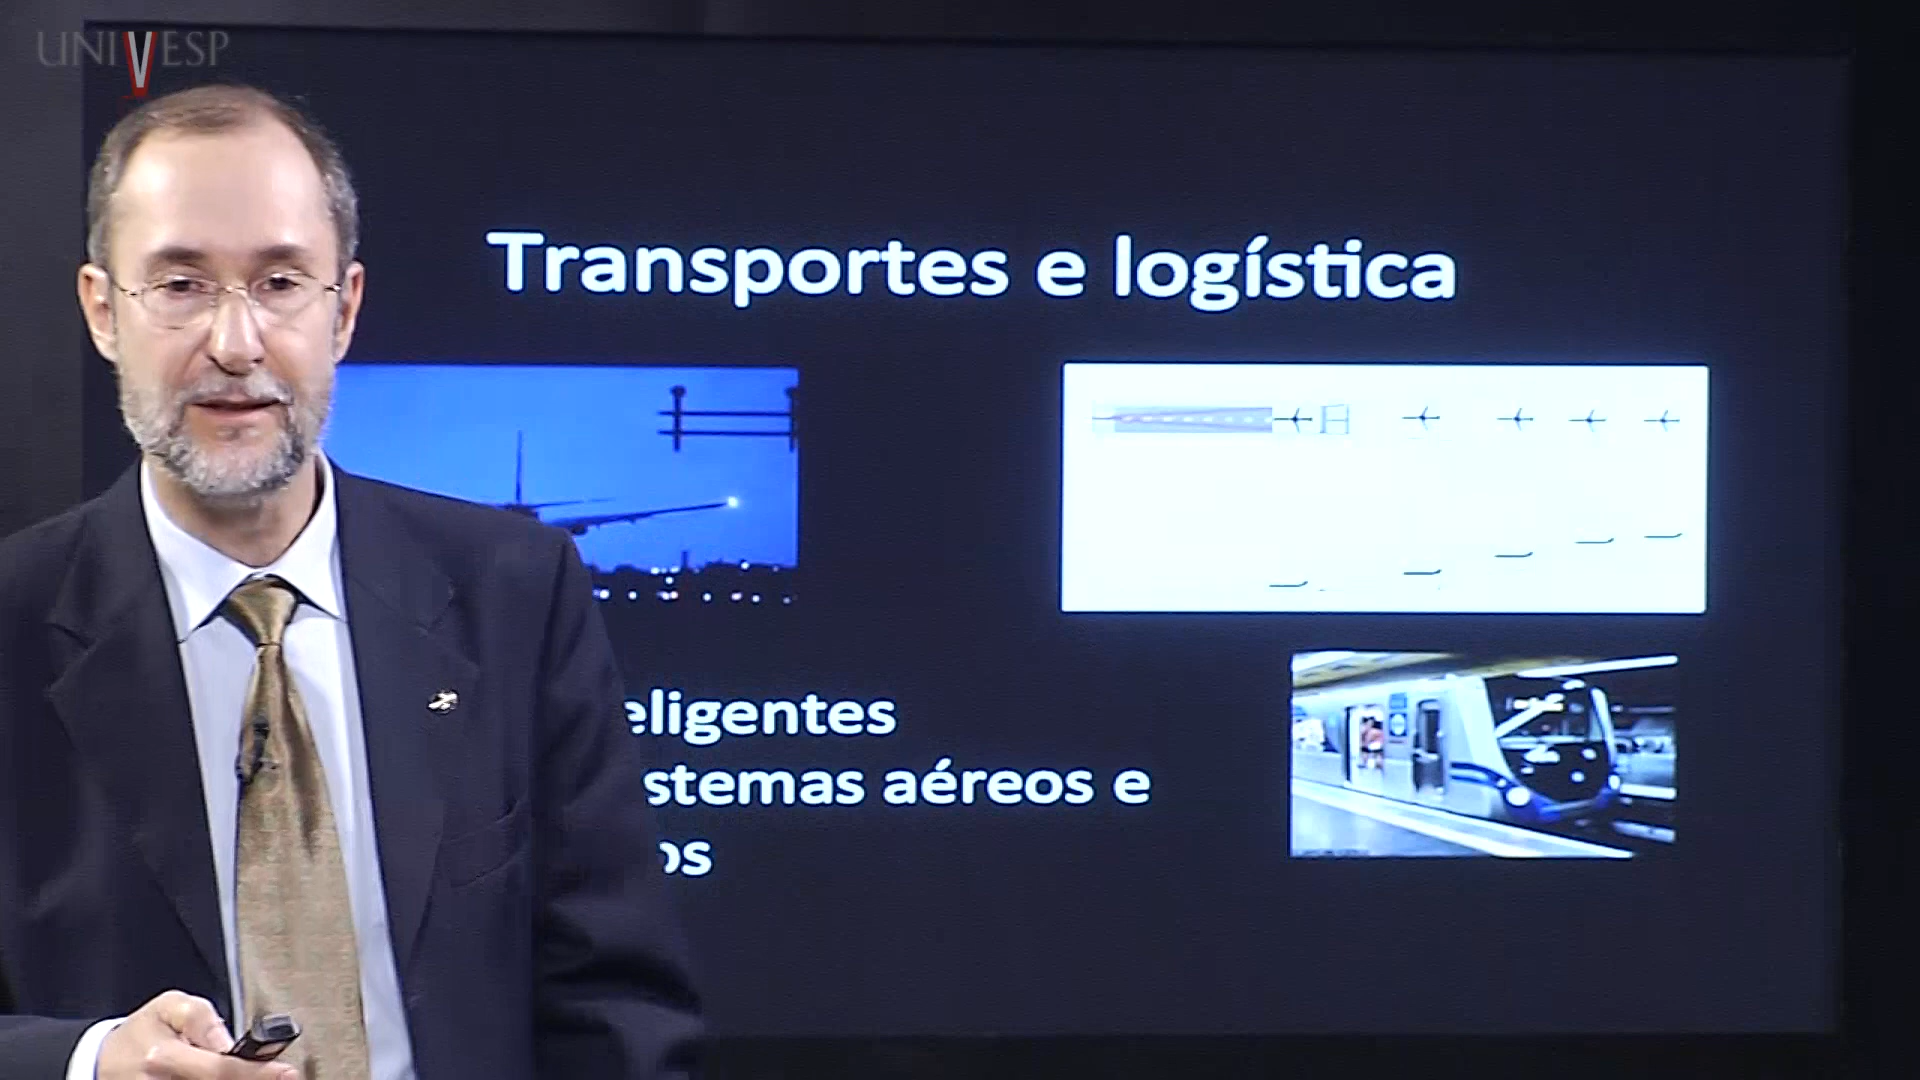 UNIVESP
Transportes e logística
eligentes
stemas aéreos e
os